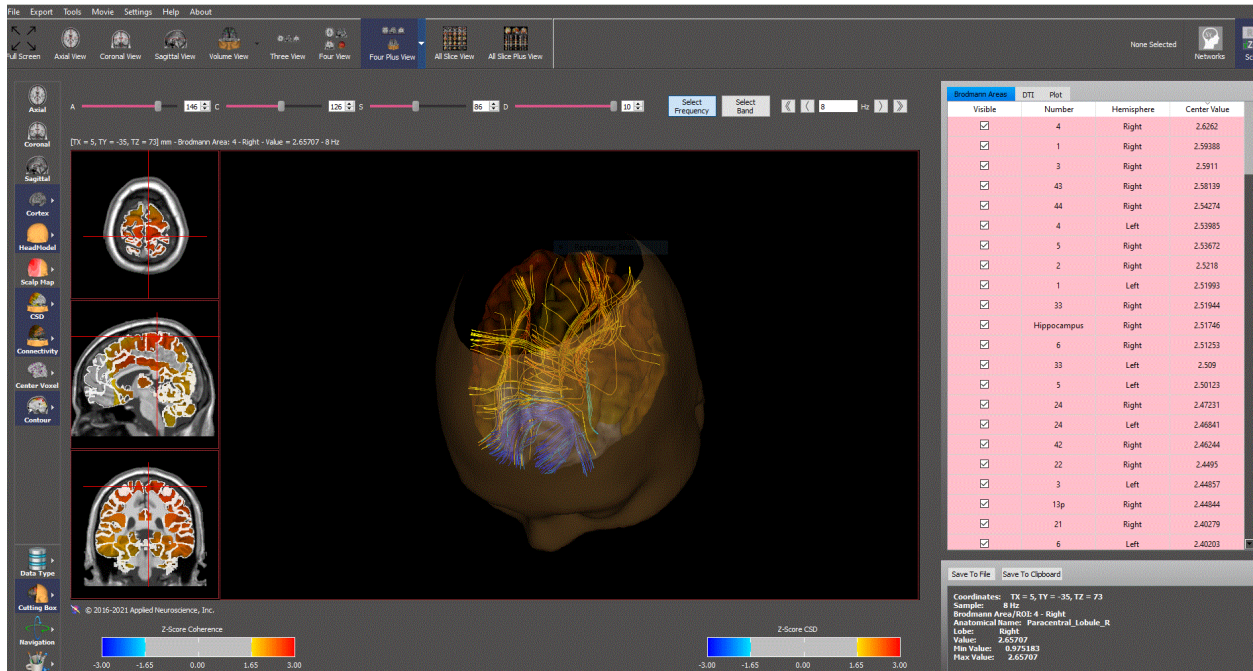 File Export Tools Movie Settings Help About
Full Screen Axial View Coronal View Sagittal View Volume View Three View Four View Four Plus View All Slice View All Slice Plus View None Selected Networks
Axial
Coronal
Sagittal
Cortex
HeadModel
Scalp Map
CSD
Connectivity
Center Voxel
Contour
Data Type
Cutting Box
Navigation
A 146 C 126 S 86 D 10 Select Frequency Select Band 8 Hz
[TX = 5, TY = -35, TZ = 73] mm - Brodmann Area: 4 - Right - Value = 2.65707 - 8 Hz
Rectangular Snip
© 2016-2021 Applied Neuroscience, Inc.
Z-Score Coherence
-3.00 -1.65 0.00 1.65 3.00
Z-Score CSD
-3.00 -1.65 0.00 1.65 3.00
Brodmann Areas DTI Plot
Visible Number Hemisphere Center Value
4 Right 2.6262
1 Right 2.59388
3 Right 2.5911
43 Right 2.58139
44 Right 2.54274
4 Left 2.53985
5 Right 2.53672
2 Right 2.5218
1 Left 2.51993
33 Right 2.51944
Hippocampus Right 2.51746
6 Right 2.51253
33 Left 2.509
5 Left 2.50123
24 Right 2.47231
24 Left 2.46841
42 Right 2.46244
22 Right 2.4495
3 Left 2.44857
13p Right 2.44844
21 Right 2.40279
6 Left 2.40203
Save To File Save To Clipboard
Coordinates: TX = 5, TY = -35, TZ = 73
Sample: 8 Hz
Brodmann Area/ROI: 4 - Right
Anatomical Name: Paracentral_Lobule_R
Lobe: Right
Value: 2.65707
Min Value: 0.975183
Max Value: 2.65707